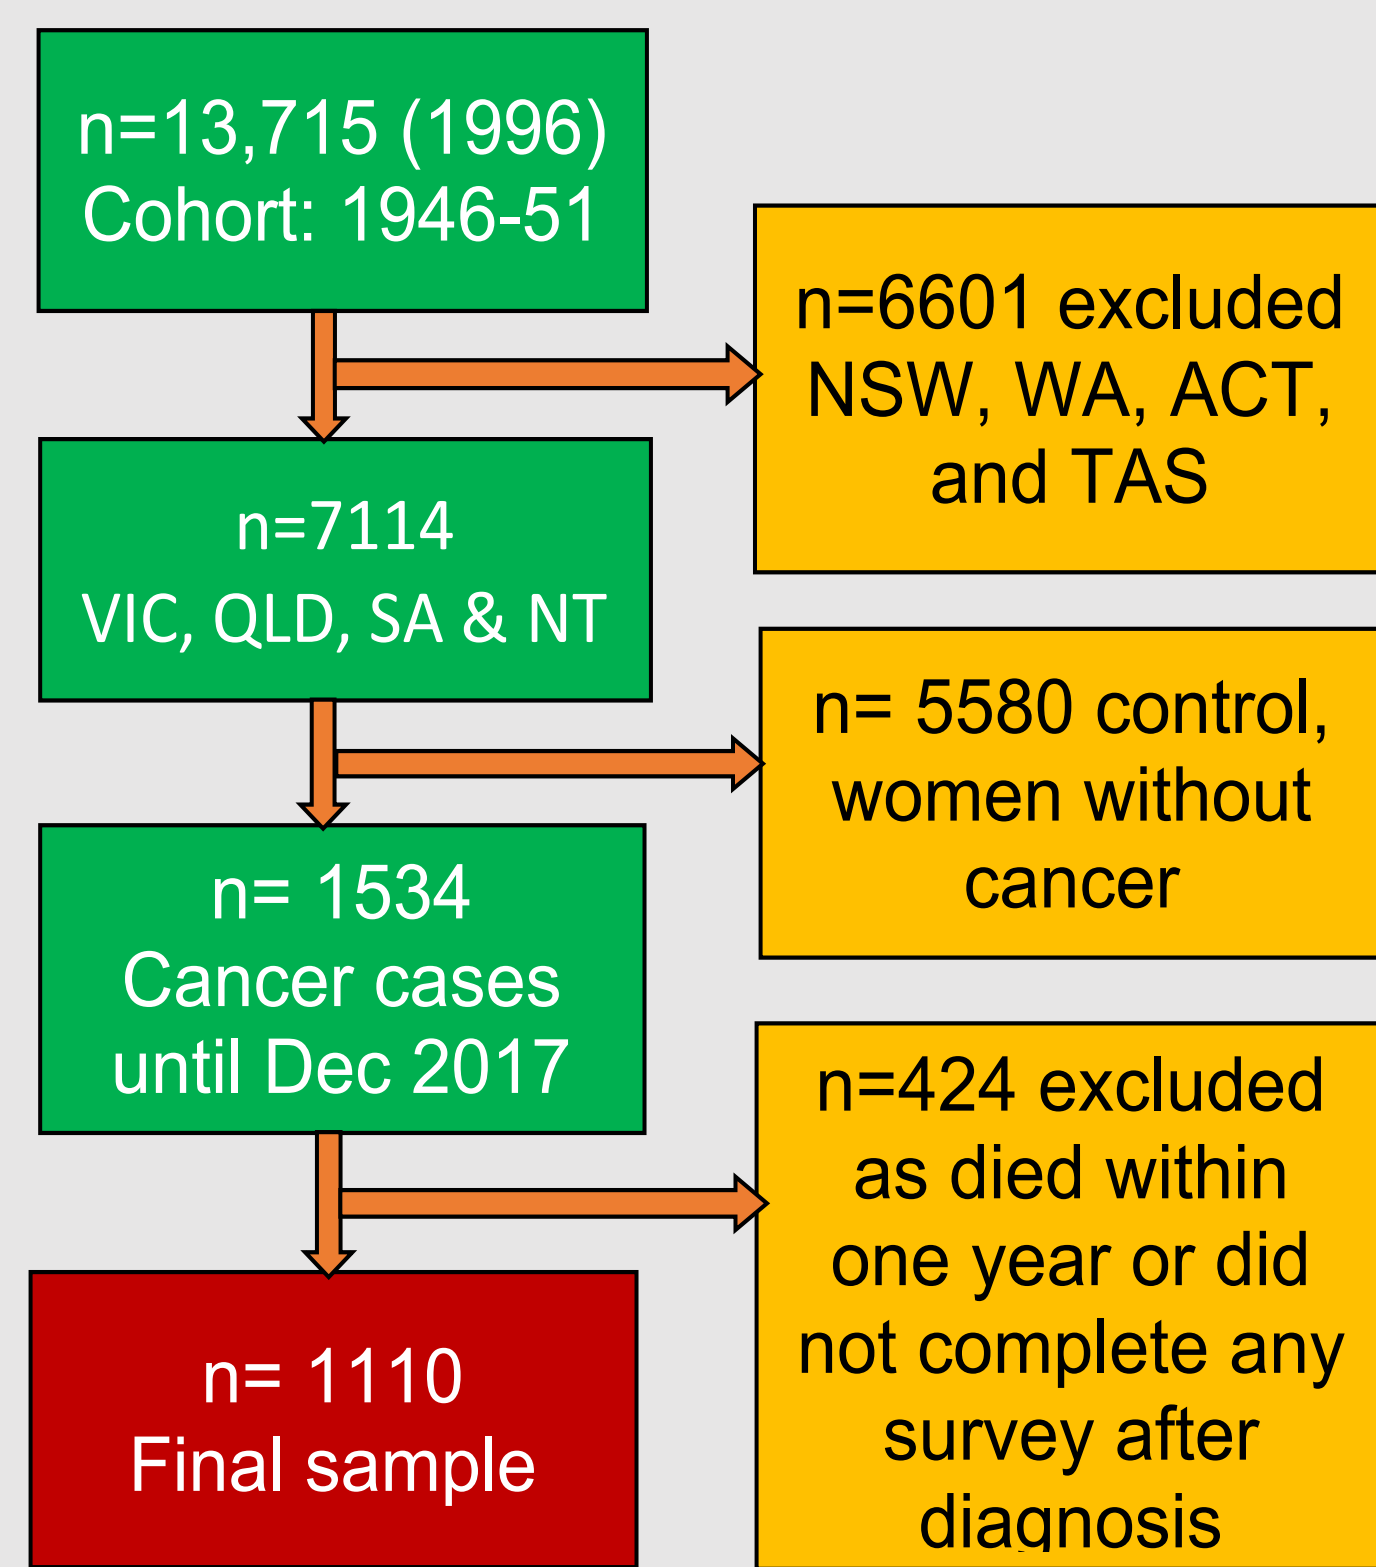 n=13,715 (1996)
Cohort: 1946-51
n=6601 excluded
NSW, WA, ACT,
and TAS
n=7114
VIC, QLD, SA & NT
n= 5580 control,
women without
cancer
n= 1534
Cancer cases
until Dec 2017
n=424 excluded
as died within
one year or did
not complete any
survey after
diagnosis
n= 1110
Final sample